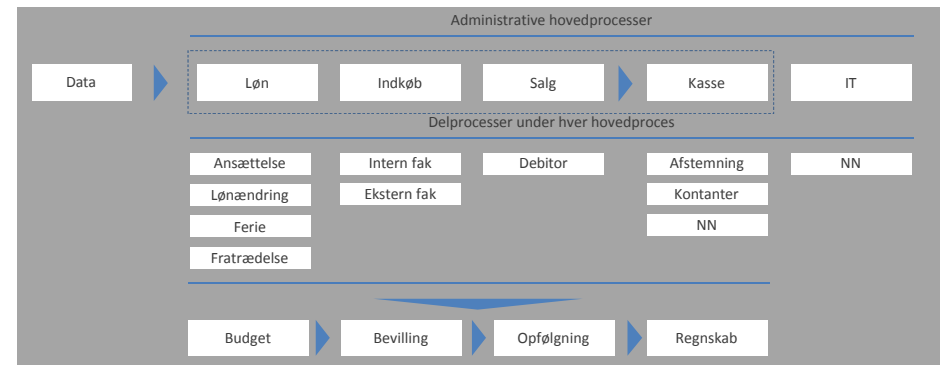 Administrative hovedprocesser
Data
Løn
Indkøb
Salg
Kasse
IT
Delprocesser under hver hovedproces
Ansættelse
Intern fak
Debitor
Afstemning
NN
Lønændring
Ekstern fak
Kontanter
Ferie
NN
Fratrædelse
Budget
Bevilling
Opfølgning
Regnskab